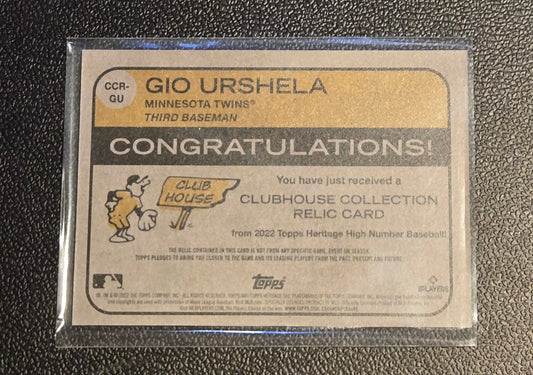 CCR-
GU
GIO URSHELA
MINNESOTA TWINS®
THIRD BASEMAN
CONGRATULATIONS!
CLUB
HOUSE
You have just received a
CLUBHOUSE COLLECTION
RELIC CARD
from 2022 Topps Heritage High Number Baseball!
THE RELIC CONTAINED IN THIS CARD IS NOT FROM ANY SPECIFIC GAME, EVENT OR SEASON.
TOPPS PLEDGES TO BRING YOU CLOSER TO THE GAME AND ITS LEADING PLAYERS FROM THE PAST, PRESENT AND FUTURE.
Topps
PLAYERS